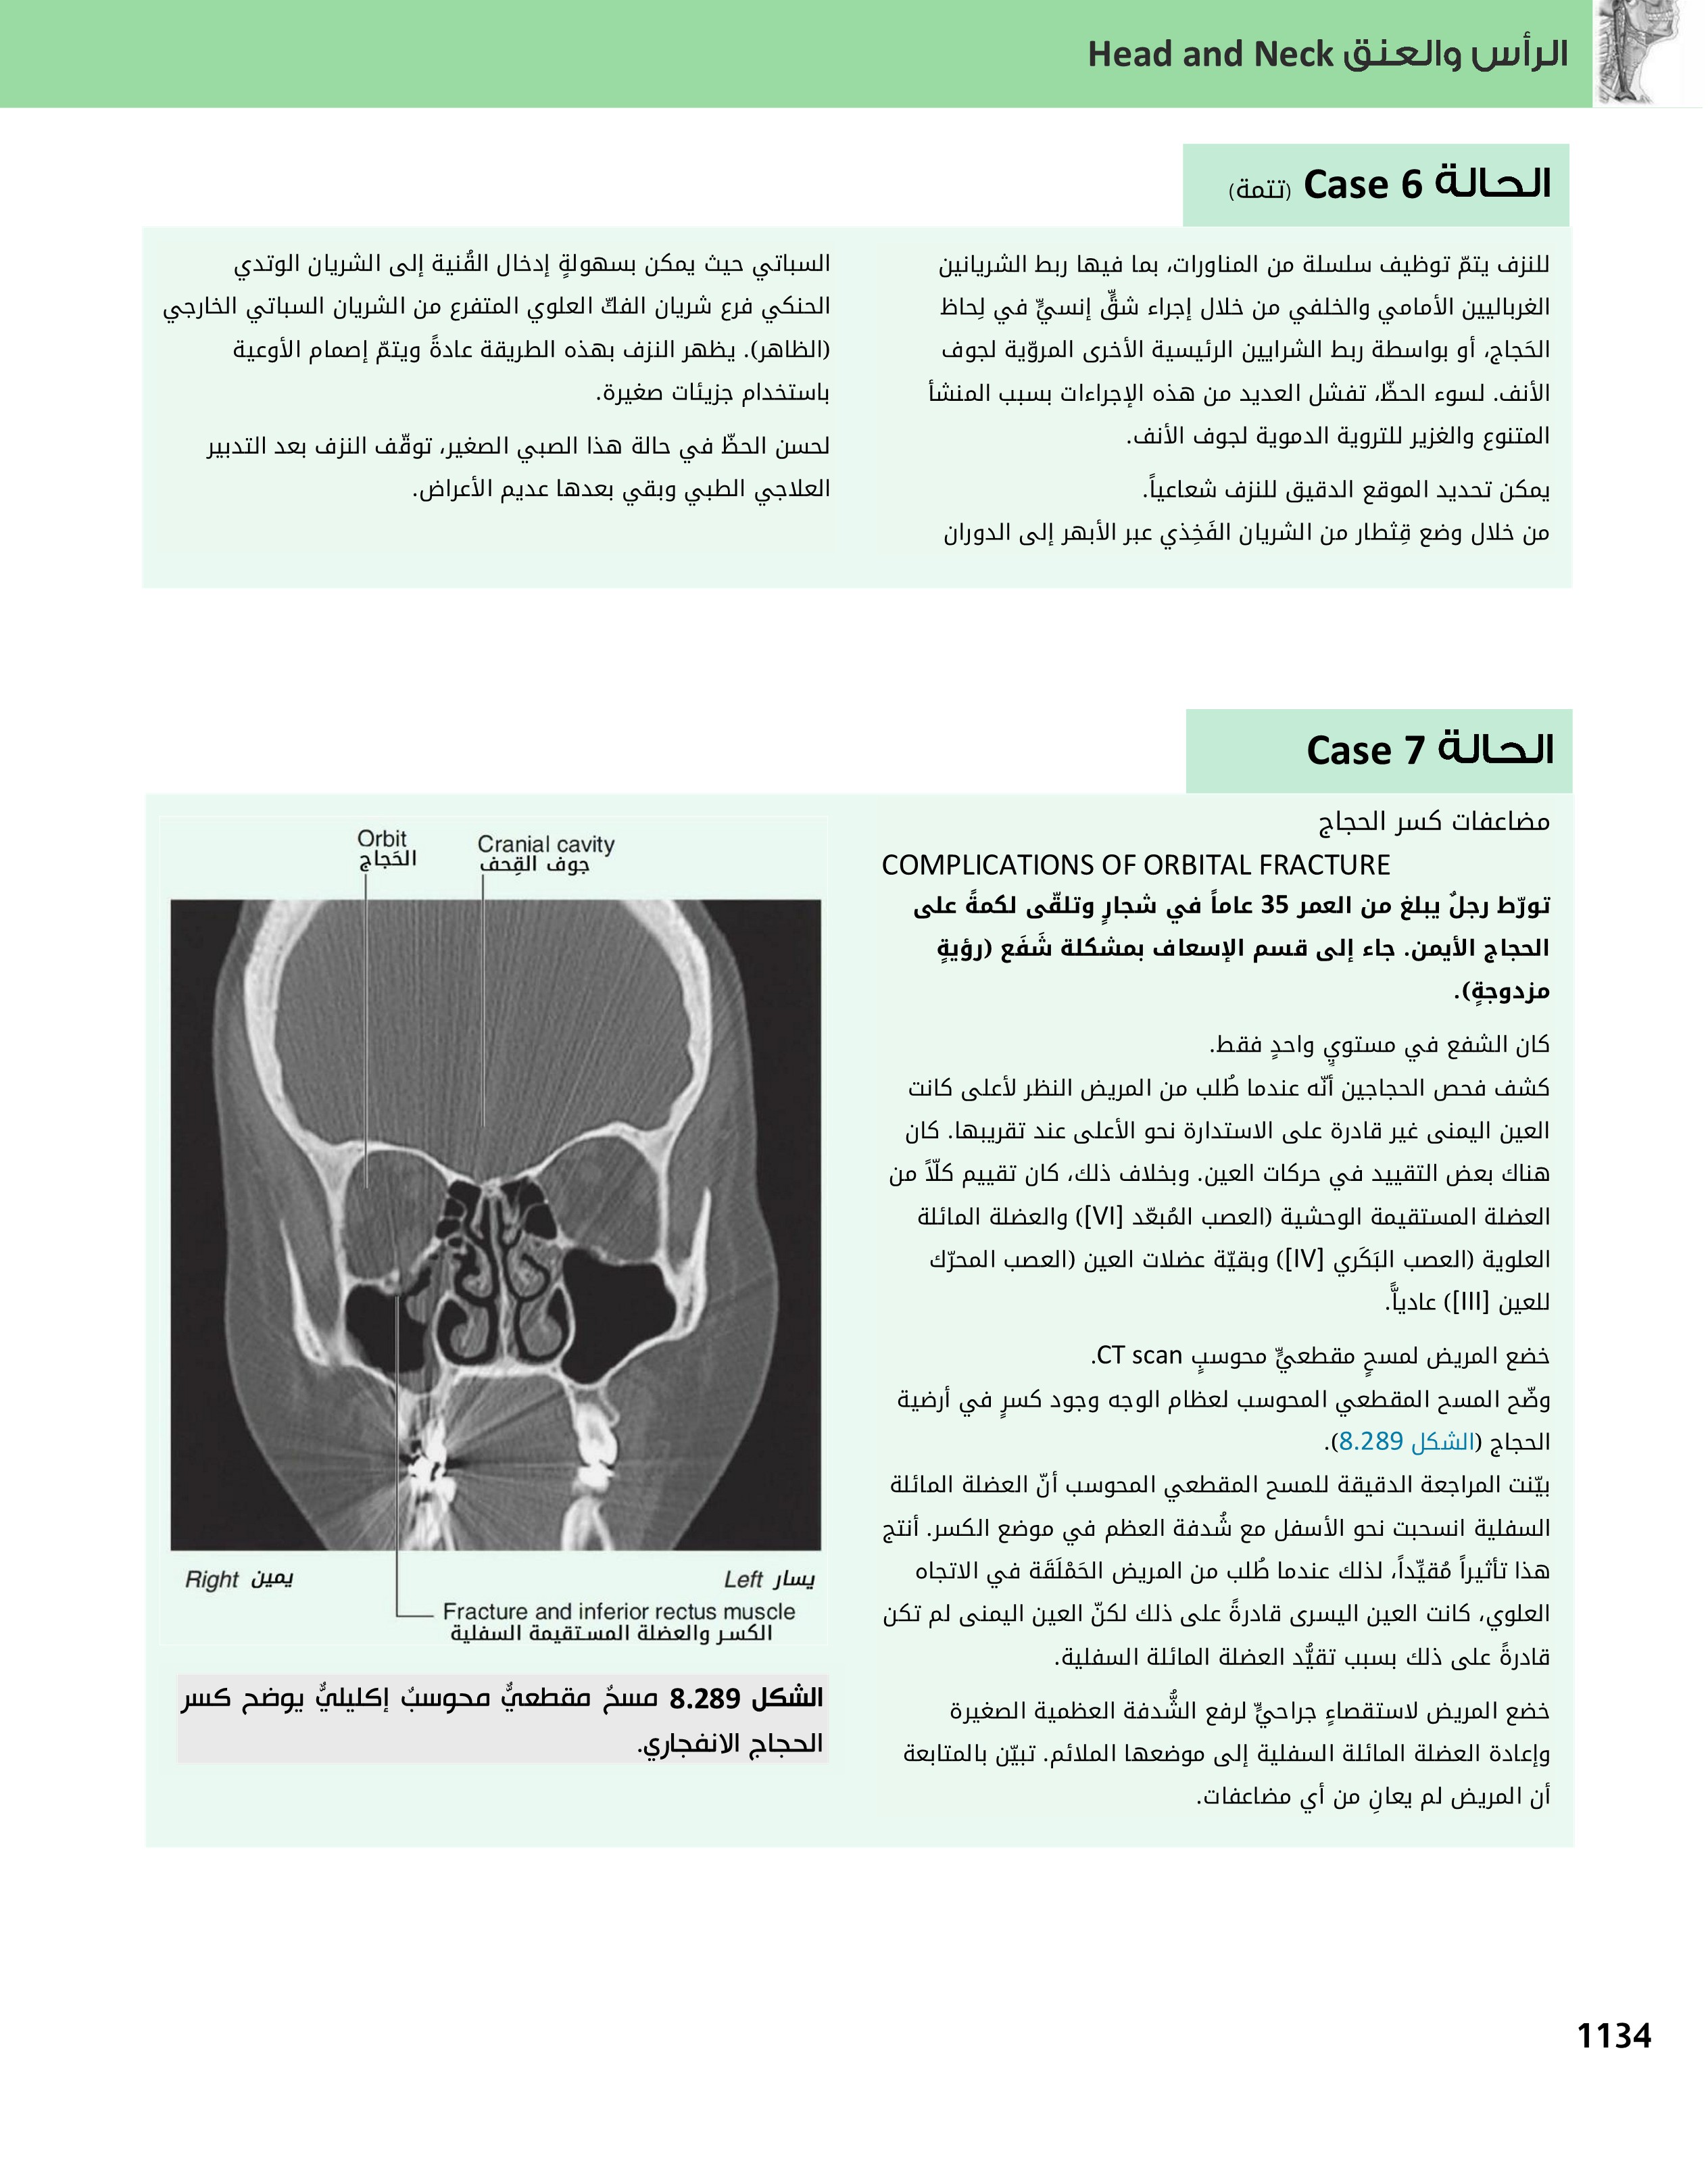 الرأس والعنق Head and Neck
الحالة Case 6 (تتمة)
للنزف يتمّ توظيف سلسلة من المناورات، بما فيها ربط الشريانين
الغرباليين الأمامي والخلفي من خلال إجراء شقٍّ إنسيٍّ في لِحاظ
الحَجاج، أو بواسطة ربط الشرايين الرئيسية الأخرى المروّية لجوف
الأنف. لسوء الحظّ، تفشل العديد من هذه الإجراءات بسبب المنشأ
المتنوع والغزير للتروية الدموية لجوف الأنف.
يمكن تحديد الموقع الدقيق للنزف شعاعياً.
من خلال وضع قِثطار من الشريان الفَخِذي عبر الأبهر إلى الدوران
السباتي حيث يمكن بسهولةٍ إدخال القُنية إلى الشريان الوتدي
الحنكي فرع شريان الفكّ العلوي المتفرع من الشريان السباتي الخارجي
(الظاهر). يظهر النزف بهذه الطريقة عادةً ويتمّ إصمام الأوعية
باستخدام جزيئات صغيرة.
لحسن الحظّ في حالة هذا الصبي الصغير، توقّف النزف بعد التدبير
العلاجي الطبي وبقي بعدها عديم الأعراض.
الحالة Case 7
مضاعفات كسر الحجاج
COMPLICATIONS OF ORBITAL FRACTURE
تورّط رجلٌ يبلغ من العمر 35 عاماً في شجارٍ وتلقّى لكمةً على
الحجاج الأيمن. جاء إلى قسم الإسعاف بمشكلة شَفَع (رؤيةٍ
مزدوجةٍ).
كان الشفع في مستويٍ واحدٍ فقط.
كشف فحص الحجاجين أنّه عندما طُلب من المريض النظر لأعلى كانت
العين اليمنى غير قادرة على الاستدارة نحو الأعلى عند تقريبها. كان
هناك بعض التقييد في حركات العين. وبخلاف ذلك، كان تقييم كلّاً من
العضلة المستقيمة الوحشية (العصب المُبعّد [VI]) والعضلة المائلة
العلوية (العصب البَكَري [IV]) وبقيّة عضلات العين (العصب المحرّك
للعين [III]) عادياًّ.
خضع المريض لمسحٍ مقطعيٍّ محوسبٍ CT scan.
وضّح المسح المقطعي المحوسب لعظام الوجه وجود كسرٍ في أرضية
الحجاج (الشكل 8.289).
بيّنت المراجعة الدقيقة للمسح المقطعي المحوسب أنّ العضلة المائلة
السفلية انسحبت نحو الأسفل مع شُدفة العظم في موضع الكسر. أنتج
هذا تأثيراً مُقيِّداً، لذلك عندما طُلب من المريض الحَمْلَقَة في الاتجاه
العلوي، كانت العين اليسرى قادرةً على ذلك لكنّ العين اليمنى لم تكن
قادرةً على ذلك بسبب تقيُّد العضلة المائلة السفلية.
خضع المريض لاستقصاءٍ جراحيٍّ لرفع الشُّدفة العظمية الصغيرة
وإعادة العضلة المائلة السفلية إلى موضعها الملائم. تبيّن بالمتابعة
أن المريض لم يعانِ من أي مضاعفات.
Orbit
الحَجاج
Cranial cavity
جوف القِحف
Right يمين
Left يسار
Fracture and inferior rectus muscle
الكسر والعضلة المستقيمة السفلية
الشكل 8.289 مسحٌ مقطعيٌّ محوسبٌ إكليليٌّ يوضح كسر
الحجاج الانفجاري.
1134